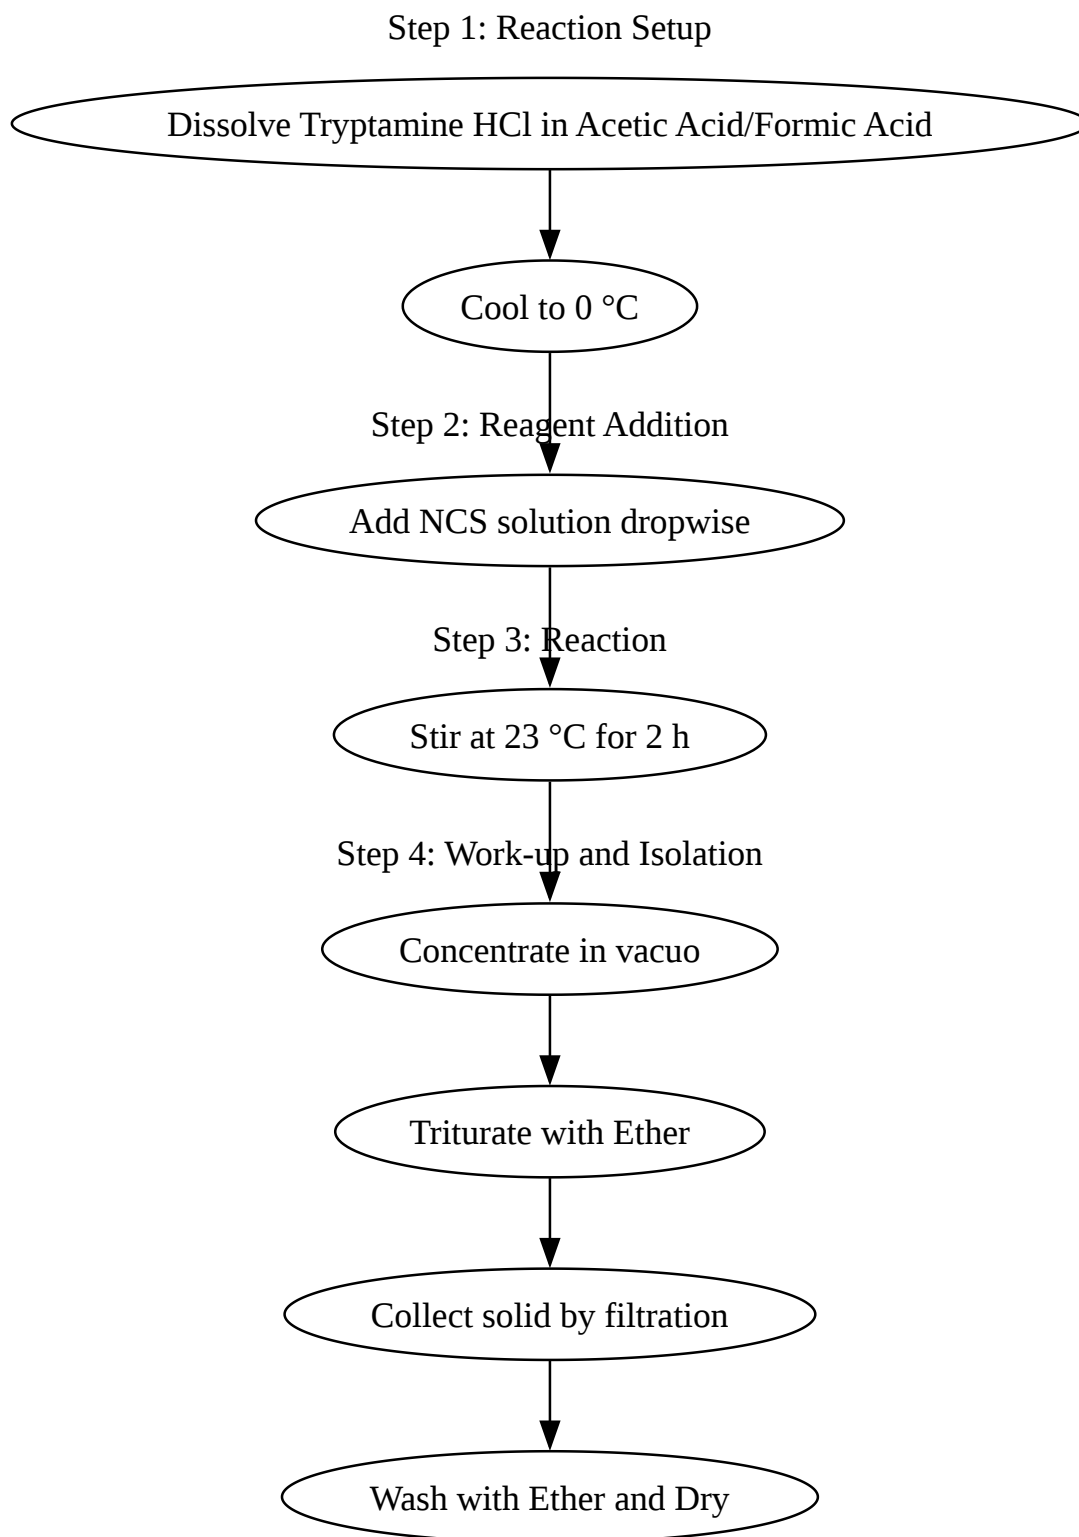 Step 1: Reaction Setup
Dissolve Tryptamine HCl in Acetic Acid/Formic Acid
Cool to 0 °C
Step 2: Reagent Addition
Add NCS solution dropwise
Step 3: Reaction
Stir at 23 °C for 2 h
Step 4: Work-up and Isolation
Concentrate in vacuo
Triturate with Ether
Collect solid by filtration
Wash with Ether and Dry